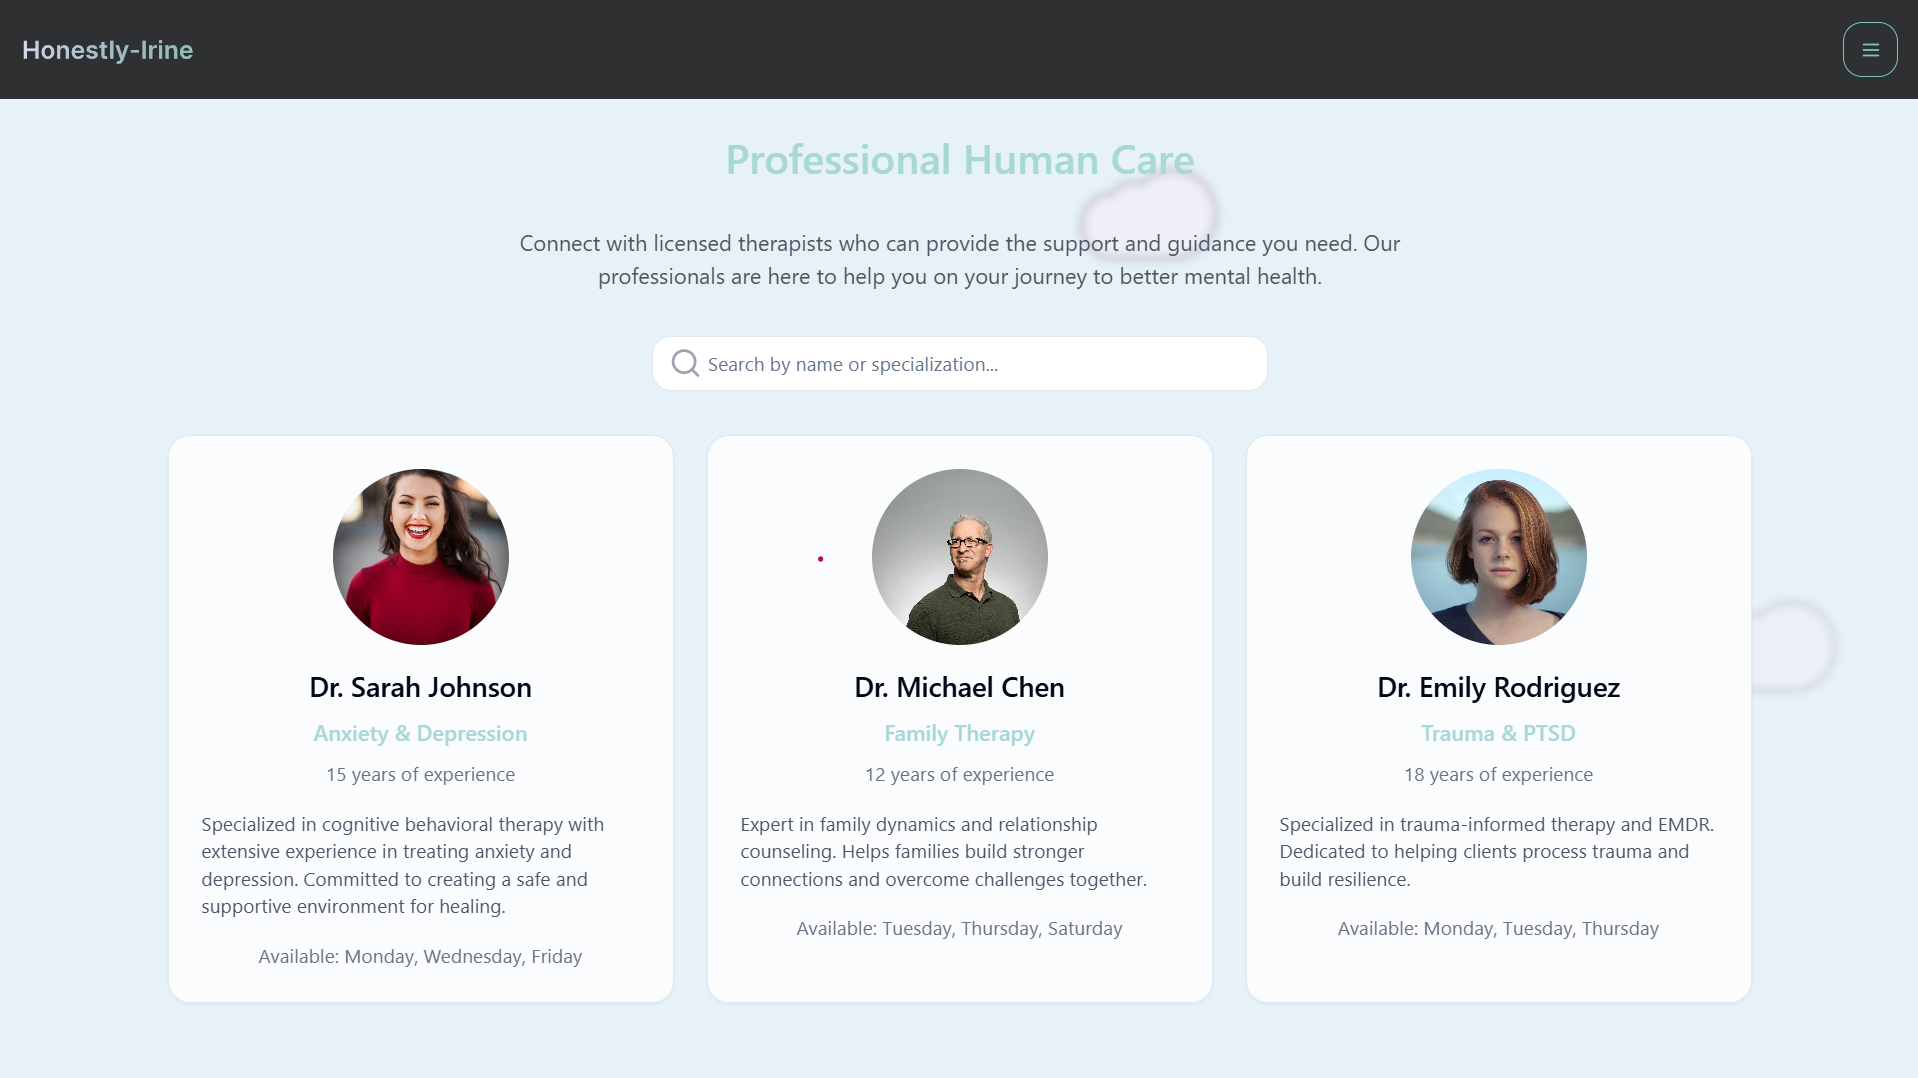 Honestly-Irine
Professional Human Care
Connect with licensed therapists who can provide the support and guidance you need. Our
professionals are here to help you on your journey to better mental health.
Search by name or specialization...
Dr. Sarah Johnson
Anxiety & Depression
15 years of experience
Specialized in cognitive behavioral therapy with
extensive experience in treating anxiety and
depression. Committed to creating a safe and
supportive environment for healing.
Available: Monday, Wednesday, Friday
Dr. Michael Chen
Family Therapy
12 years of experience
Expert in family dynamics and relationship
counseling. Helps families build stronger
connections and overcome challenges together.
Available: Tuesday, Thursday, Saturday
Dr. Emily Rodriguez
Trauma & PTSD
18 years of experience
Specialized in trauma-informed therapy and EMDR.
Dedicated to helping clients process trauma and
build resilience.
Available: Monday, Tuesday, Thursday